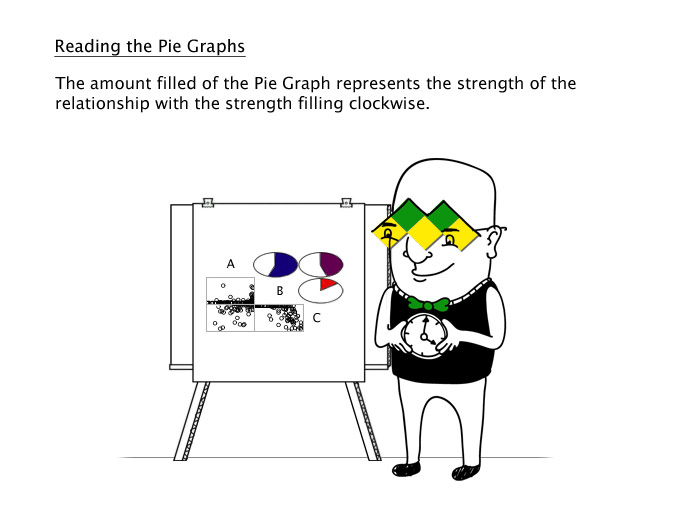 Reading the Pie Graphs
The amount filled of the Pie Graph represents the strength of the
relationship with the strength filling clockwise.
A
B
C